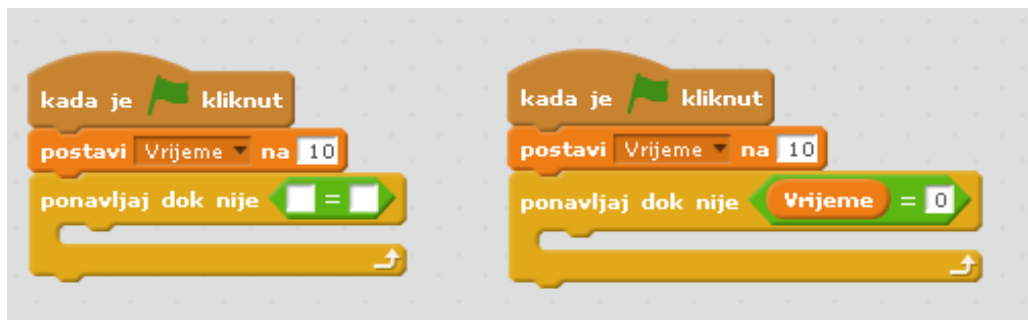 kada je kliknut
postavi Vrijeme na 10
ponavljaj dok nije =
kada je kliknut
postavi Vrijeme na 10
ponavljaj dok nije Vrijeme = 0